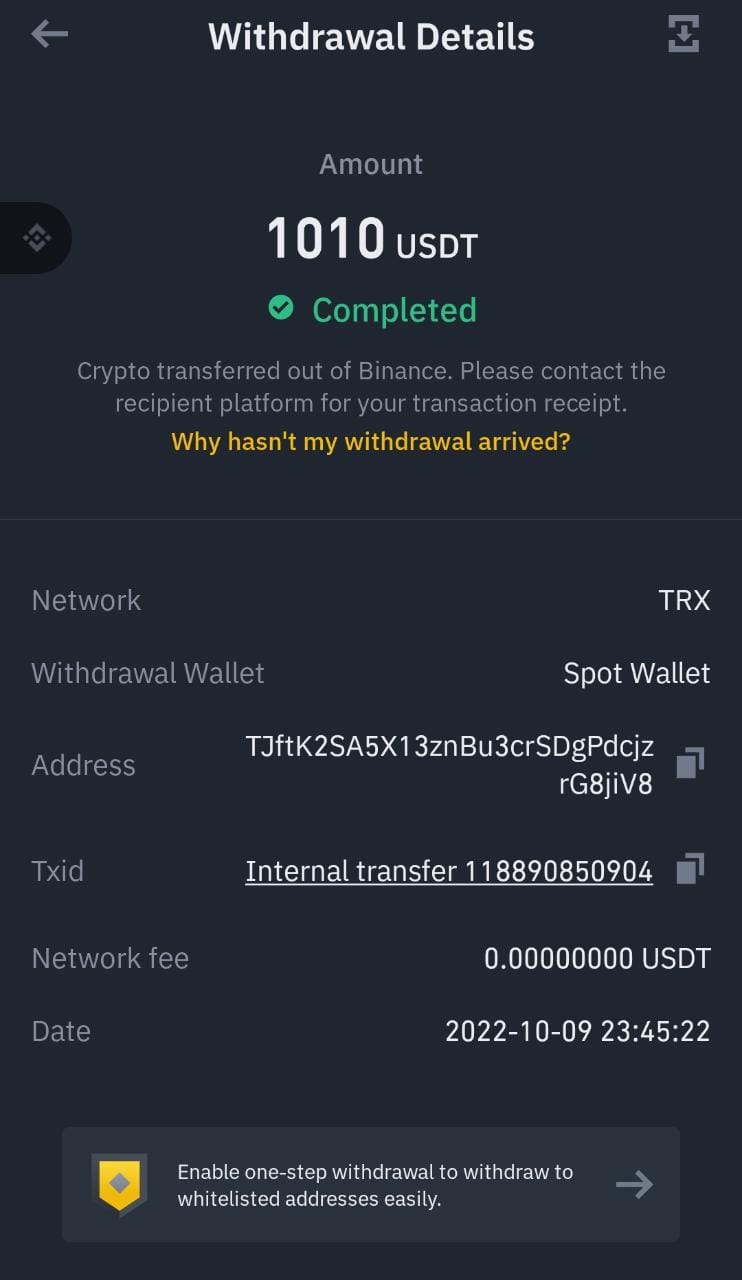 Withdrawal Details
Amount
1010 USDT
Completed
Crypto transferred out of Binance. Please contact the
recipient platform for your transaction receipt.
Why hasn't my withdrawal arrived?
Network TRX
Withdrawal Wallet Spot Wallet
Address TJftK2SA5X13znBu3crSDgPdcjz
rG8jiV8
Txid Internal transfer 118890850904
Network fee 0.00000000 USDT
Date 2022-10-09 23:45:22
Enable one-step withdrawal to withdraw to
whitelisted addresses easily.